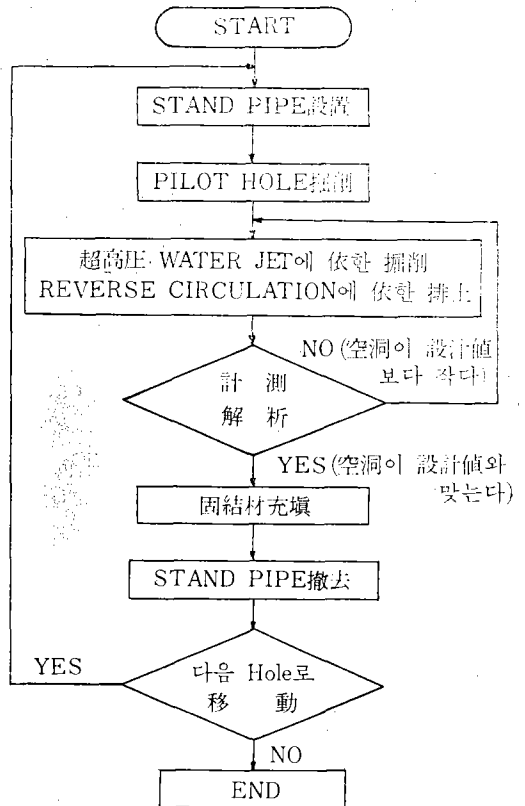 START
STAND PIPE設置
PILOT HOLE掘削
超高圧 WATER JET에 依한 掘削
REVERSE CIRCULATION에 依한 排土
NO (空洞이 設計値
보다 작다)
計 測
解 析
YES (空洞이 設計値와
맞는다)
固結材充塡
STAND PIPE撤去
YES
다음 Hole로
移 動
NO
END